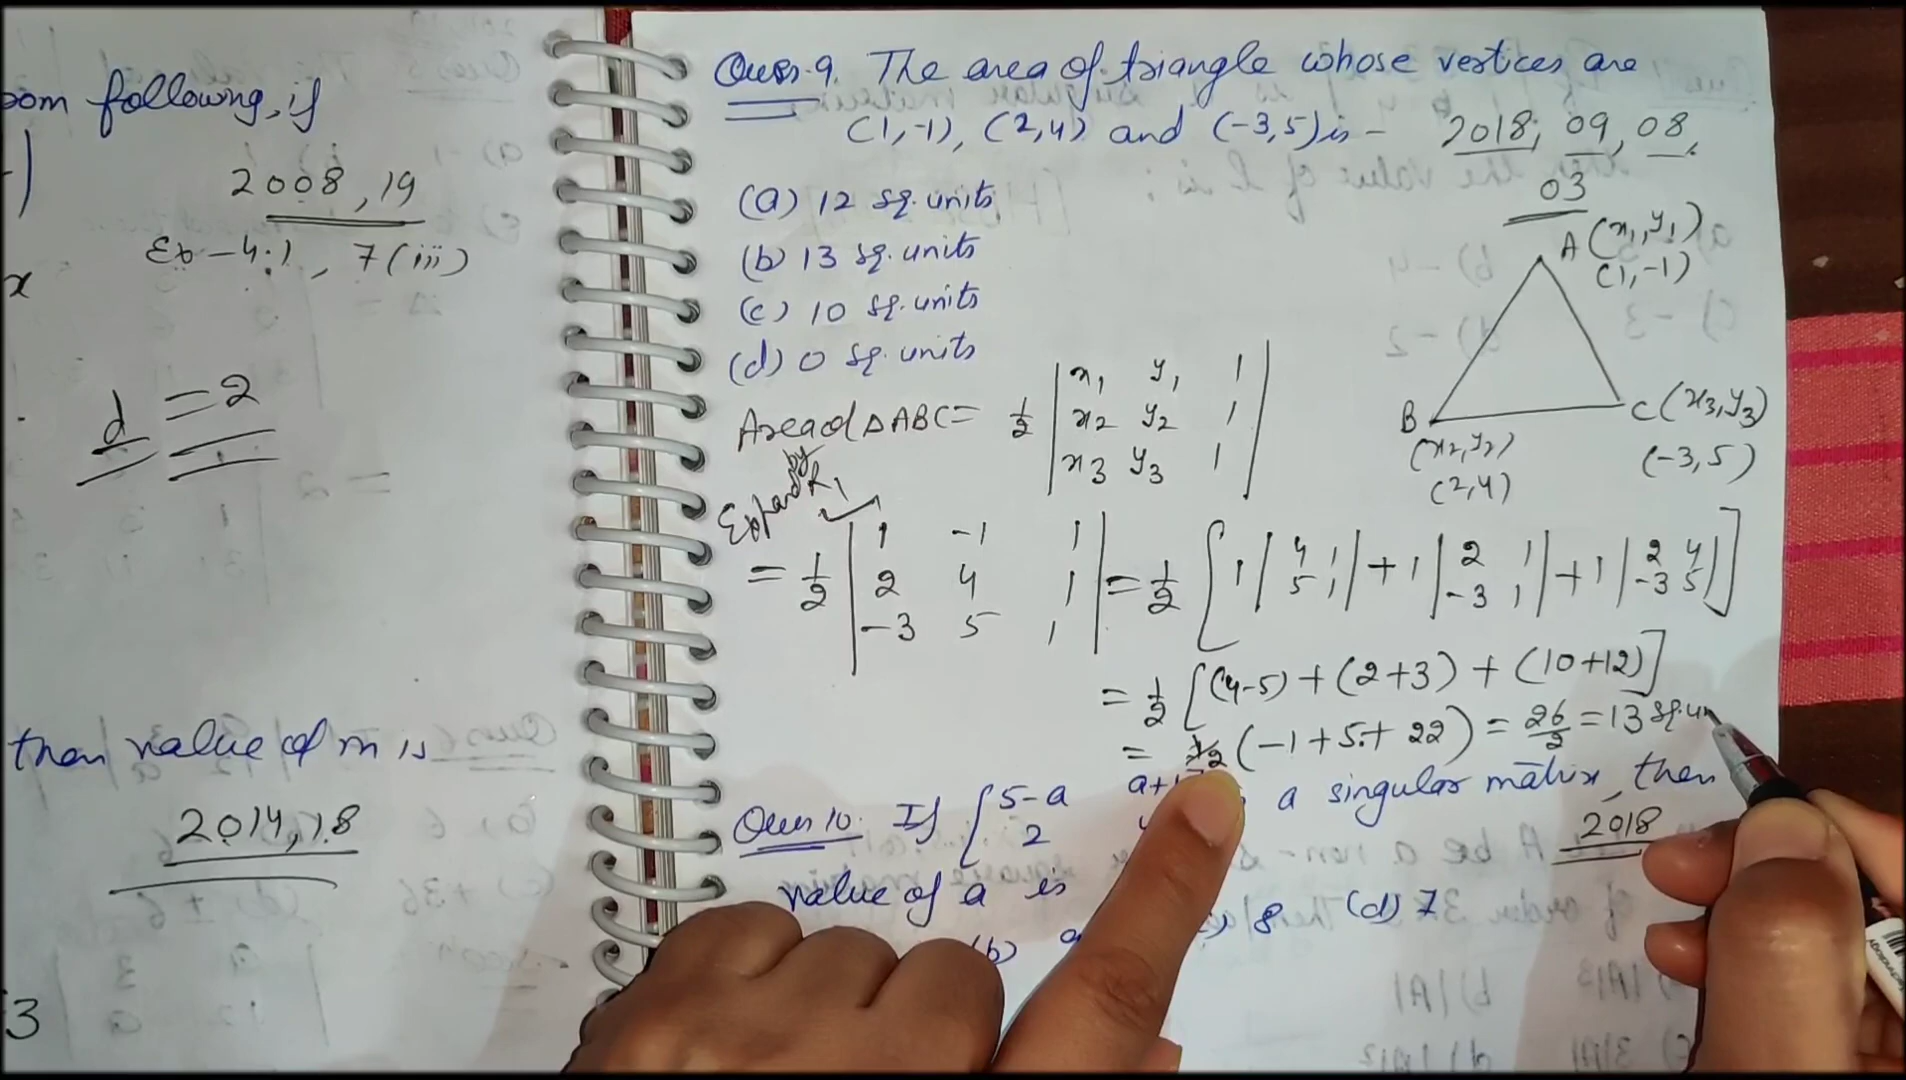 following, if
2008, 19
Ex - 4.1, 7(iii)
x
d = 2
then value of m is
2014, 18
3
Ques. 9. The area of triangle whose vertices are
(1,-1), (2,4) and (-3,5) is - 2018, 09, 08,
03
(a) 12 sq. units
(b) 13 sq. units
(c) 10 sq. units
(d) 0 sq. units
A (x₁, y₁)
(1, -1)
B
(x₂, y₂)
(2, 4)
C (x₃, y₃)
(-3, 5)
Area of △ABC = 1/2 | x₁ y₁ 1
x₂ y₂ 1
x₃ y₃ 1 |
Expand by R₁
= 1/2 | 1 -1 1
2 4 1
-3 5 1 | = 1/2 [ 1 | 4 1
5 1 | + 1 | 2 1
-3 1 | + 1 | 2 4
-3 5 | ]
= 1/2 [(4-5) + (2+3) + (10+12)]
= 1/2 (-1 + 5 + 22) = 26/2 = 13 sq. un
Ques 10. If [ 5-a a+1
2 a singular matrix, then
2018
value of a is
(b) 8 (d) 7